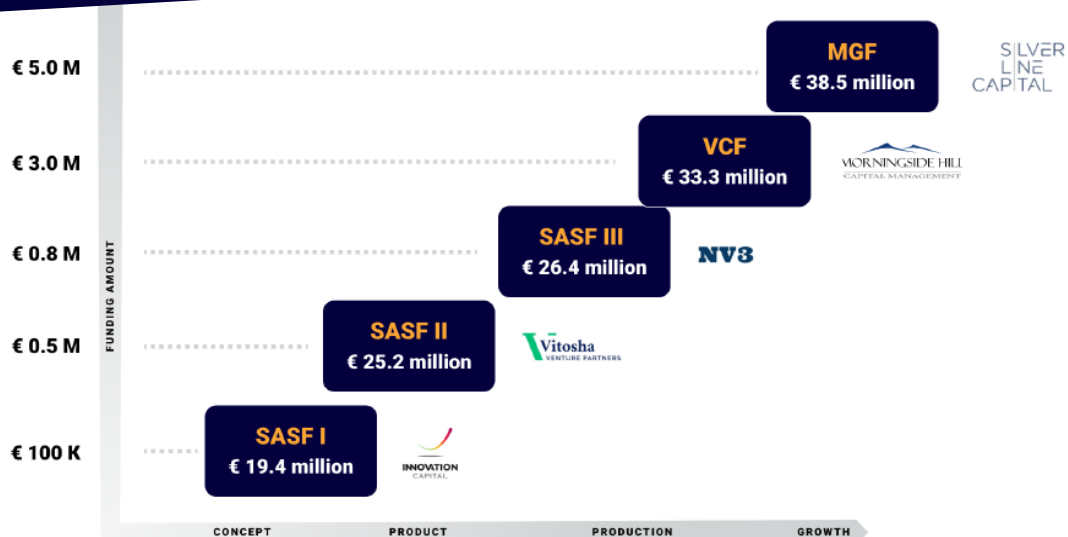 € 5.0 M
MGF
€ 38.5 million
SILVER
LINE
CAPITAL
€ 3.0 M
VCF
€ 33.3 million
MORNINGSIDE HILL
CAPITAL MANAGEMENT
€ 0.8 M
SASF III
€ 26.4 million
NV3
FUNDING AMOUNT
€ 0.5 M
SASF II
€ 25.2 million
Vitosha
VENTURE PARTNERS
€ 100 K
SASF I
€ 19.4 million
INNOVATION
CAPITAL
CONCEPT PRODUCT PRODUCTION GROWTH